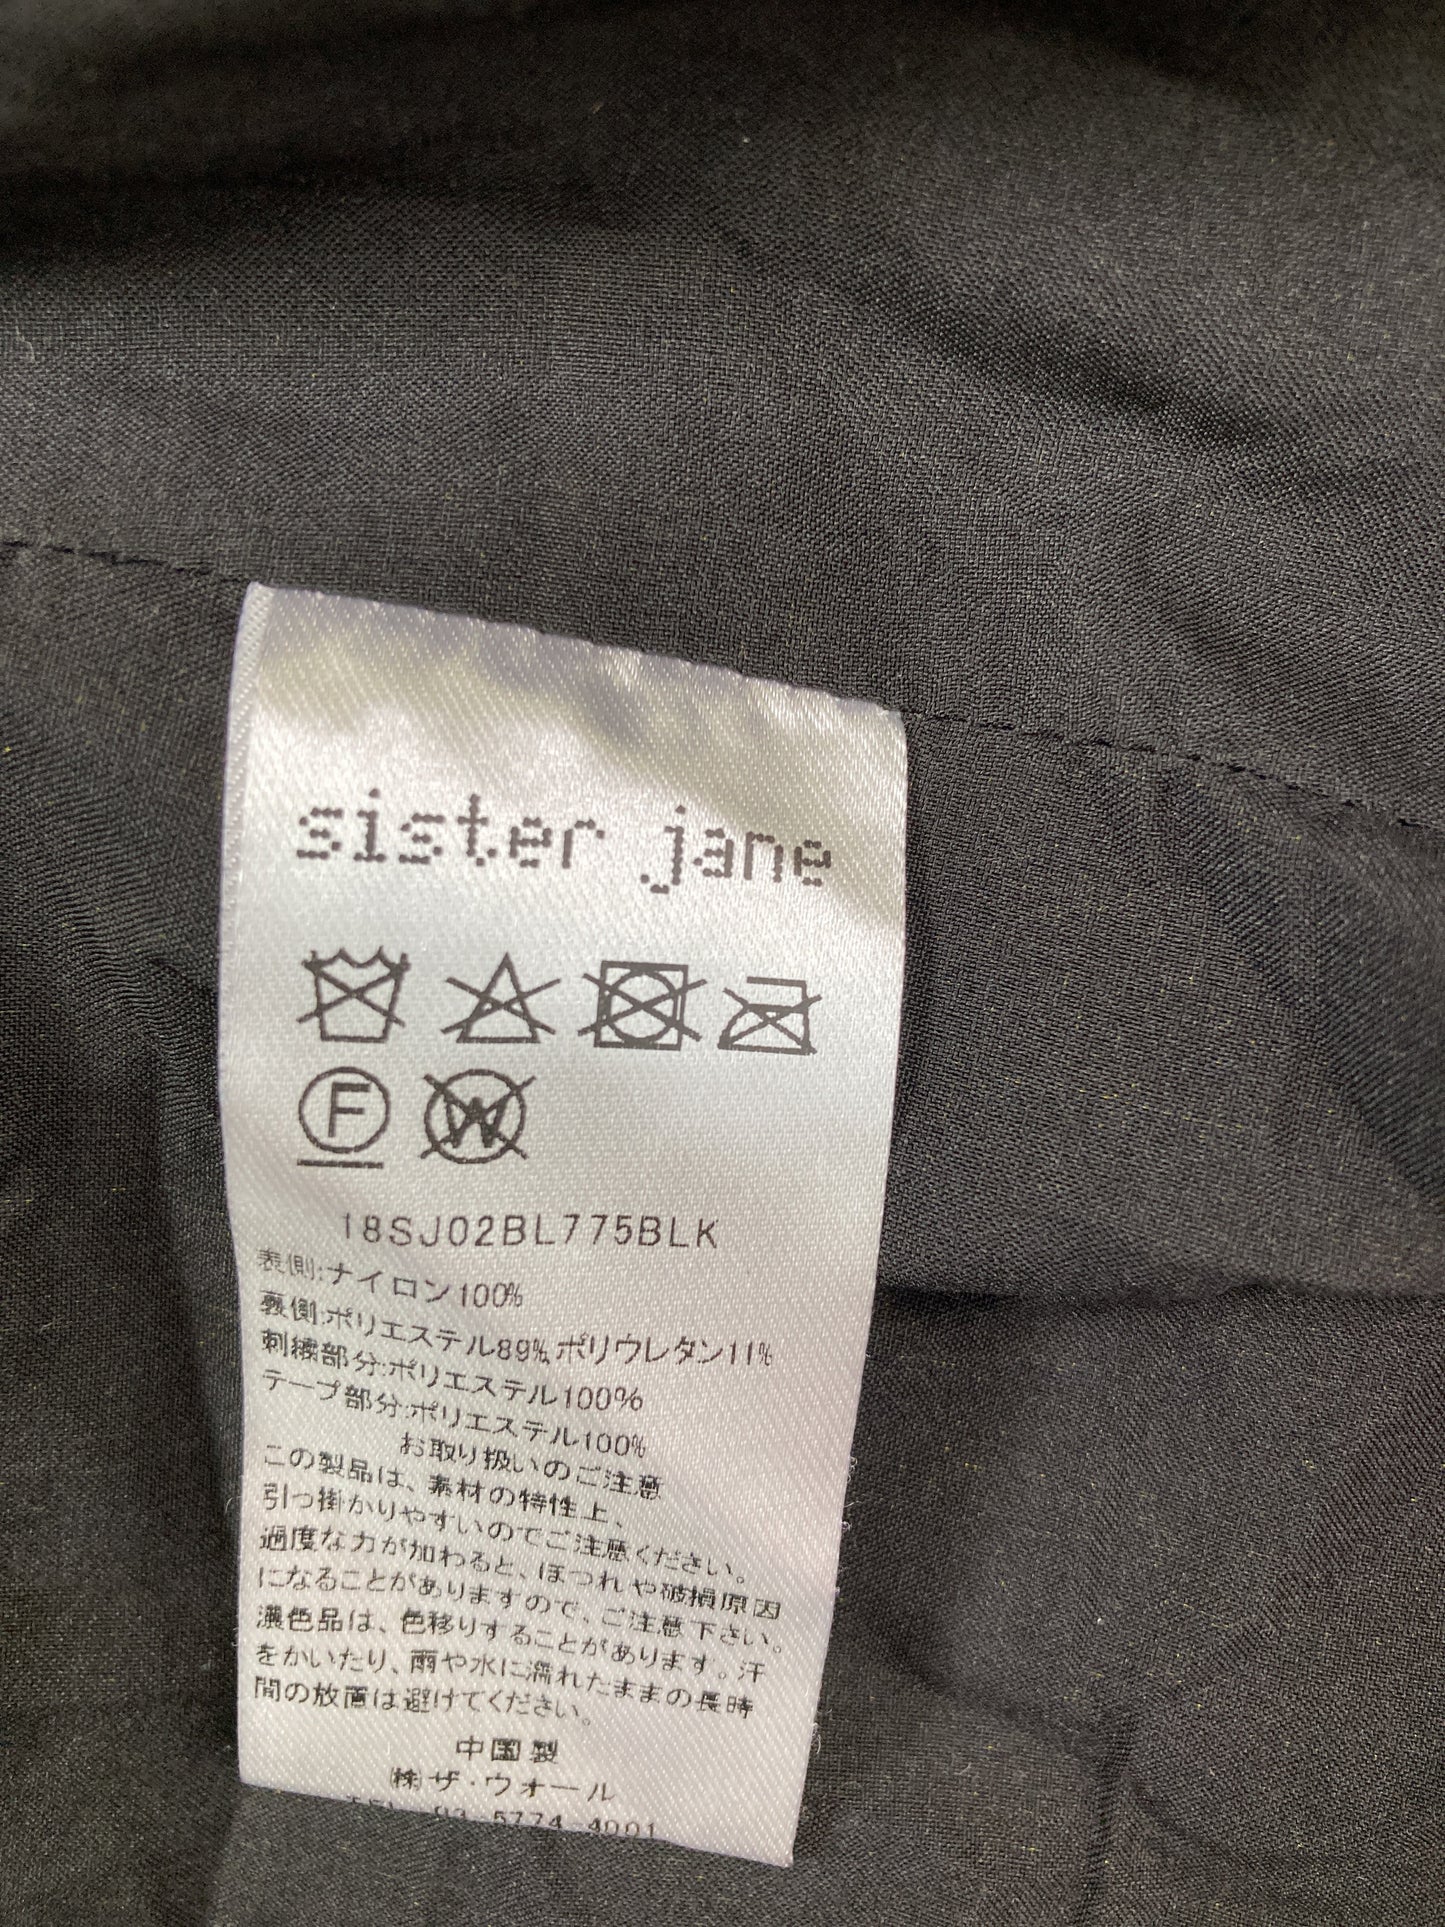 sister jane
F W
18SJ02BL775BLK
表側:ナイロン100%
裏側:ポリエステル89%,ポリウレタン11%
刺繍部分:ポリエステル100%
テープ部分:ポリエステル100%
お取り扱いのご注意
この製品は、素材の特性上、
引っ掛かりやすいのでご注意ください。
過度な力が加わると、ほつれや破損原因
になることがありますので、ご注意下さい。
濃色品は、色移りすることがあります。汗
をかいたり、雨や水に濡れたままの長時
間の放置は避けてください。
中国製
㈱ザ・ウォール
TEL 03-5774-4001